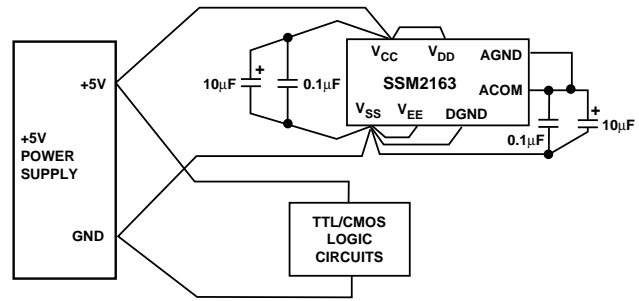 +5V
POWER
SUPPLY
+5V
GND
10µF
+
0.1µF
VCC
VDD
AGND
SSM2163
ACOM
VSS
VEE
DGND
0.1µF
+
10µF
TTL/CMOS
LOGIC
CIRCUITS